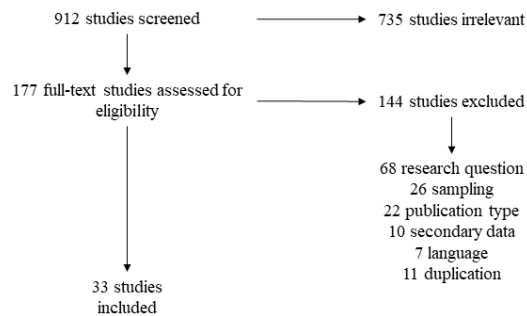 912 studies screened
735 studies irrelevant
177 full-text studies assessed for
eligibility
144 studies excluded
68 research question
26 sampling
22 publication type
10 secondary data
7 language
11 duplication
33 studies
included